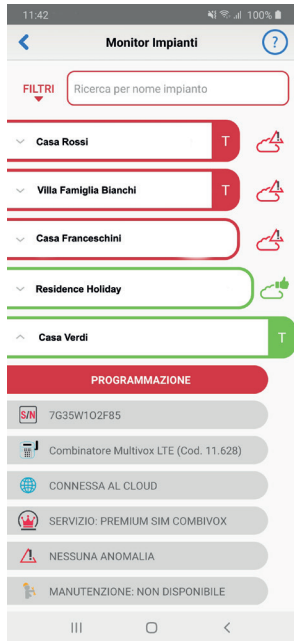 11:42
100%
Monitor Impianti
?
FILTRI
Ricerca per nome impianto
Casa Rossi
T
Villa Famiglia Bianchi
T
Casa Franceschini
Residence Holiday
Casa Verdi
T
PROGRAMMAZIONE
S/N
7G35W1O2F85
Combinatore Multivox LTE (Cod. 11.628)
CONNESSA AL CLOUD
SERVIZIO: PREMIUM SIM COMBIVOX
NESSUNA ANOMALIA
MANUTENZIONE: NON DISPONIBILE